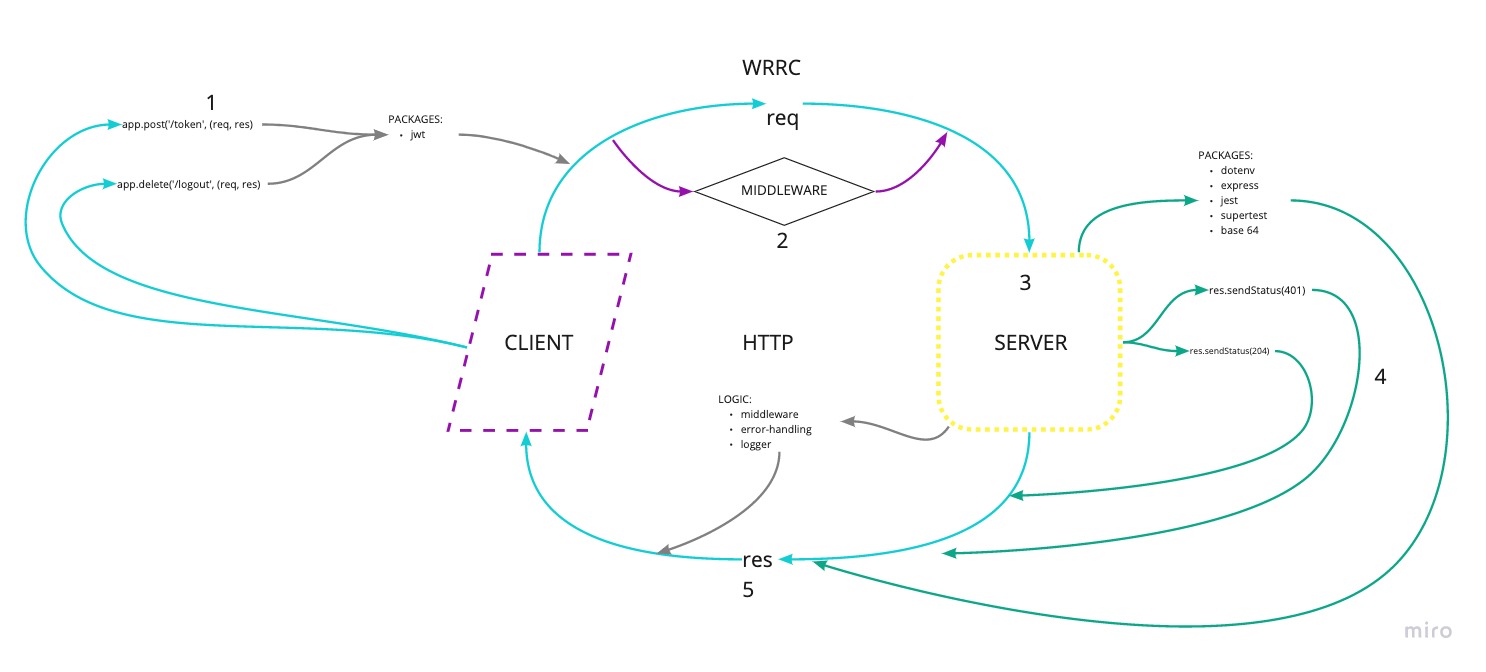 WRRC
1
app.post('/token', (req, res)
app.delete('/logout', (req, res)
PACKAGES:
• jwt
req
MIDDLEWARE
2
PACKAGES:
• dotenv
• express
• jest
• supertest
• base 64
CLIENT
HTTP
3
SERVER
res.sendStatus(401)
res.sendStatus(204)
4
LOGIC:
• middleware
• error-handling
• logger
res
5
miro